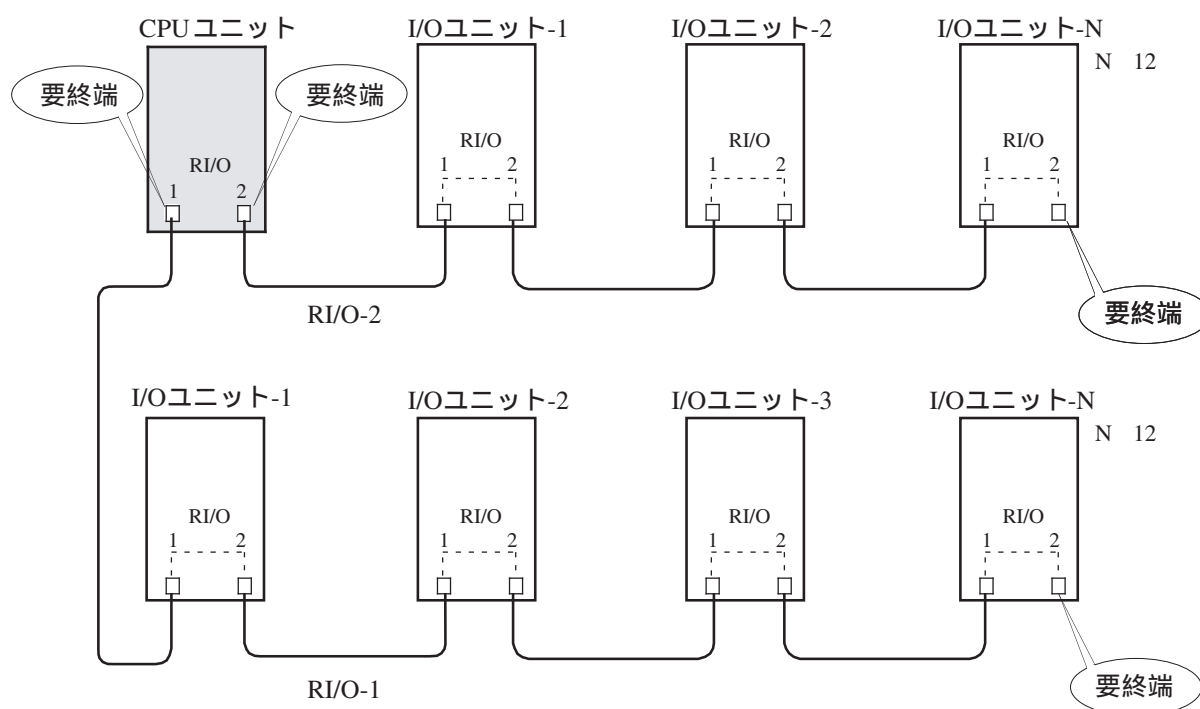 CPUユニット
I/Oユニット-1
I/Oユニット-2
I/Oユニット-N
N 12
要終端
要終端
RI/O
1 2
RI/O
1 2
RI/O
1 2
RI/O
1 2
要終端
RI/O-2
I/Oユニット-1
I/Oユニット-2
I/Oユニット-3
I/Oユニット-N
N 12
RI/O
1 2
RI/O
1 2
RI/O
1 2
RI/O
1 2
要終端
RI/O-1